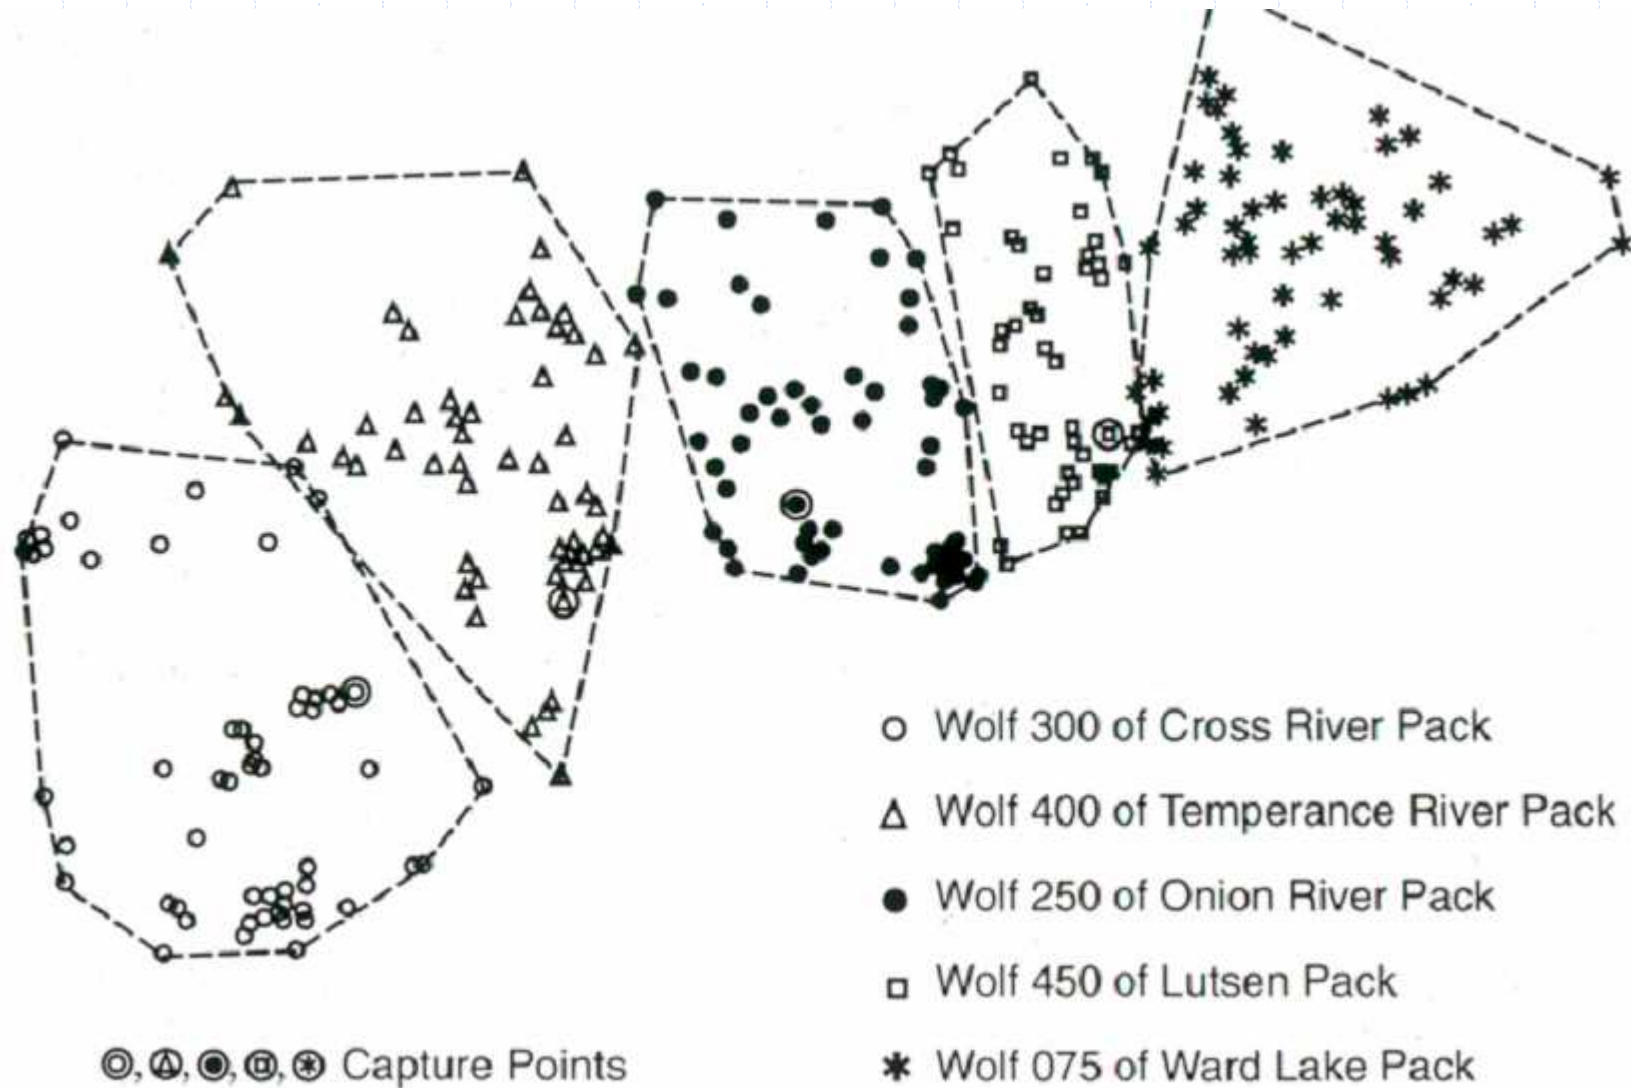 Wolf 300 of Cross River Pack
Wolf 400 of Temperance River Pack
Wolf 250 of Onion River Pack
Wolf 450 of Lutsen Pack
Capture Points
Wolf 075 of Ward Lake Pack